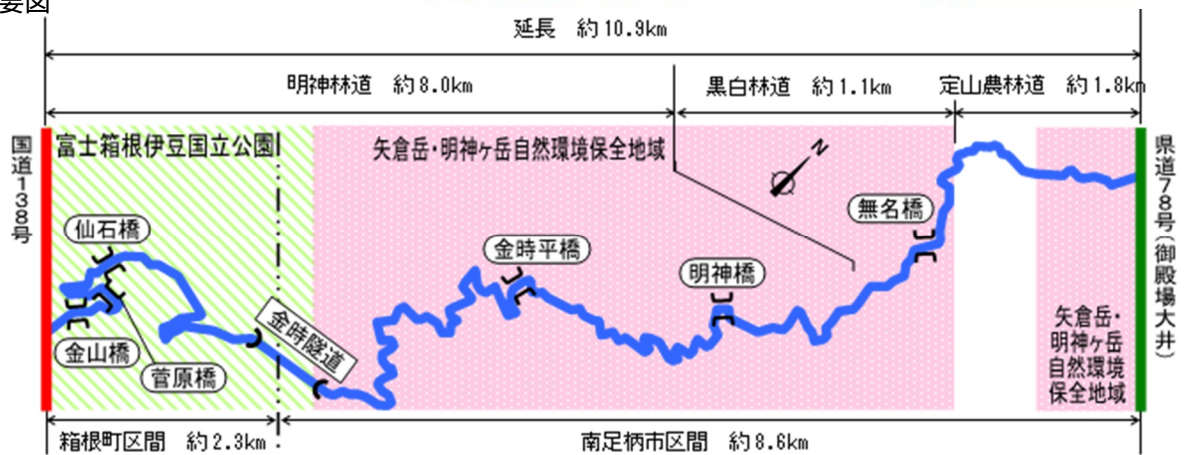 要図
延長 約10.9km
明神林道 約8.0km
黒白林道 約1.1km
定山農林道 約1.8km
国道138号
富士箱根伊豆国立公園
矢倉岳・明神ヶ岳自然環境保全地域
N
県道78号(御殿場大井)
仙石橋
金時平橋
明神橋
無名橋
金山橋
菅原橋
金時隧道
矢倉岳・
明神ヶ岳
自然環境
保全地域
箱根町区間 約2.3km
南足柄市区間 約8.6km